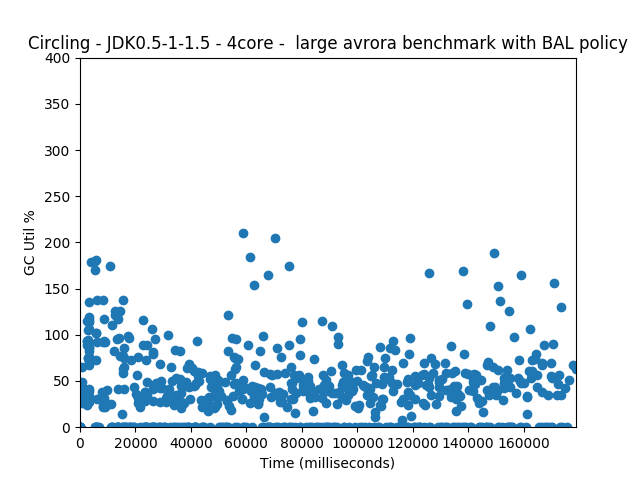 Circling - JDK0.5-1-1.5 - 4core -  large avrora benchmark with BAL policy
400
350
300
250
200
150
100
50
0
GC Util %
0 20000 40000 60000 80000 100000 120000 140000 160000
Time (milliseconds)